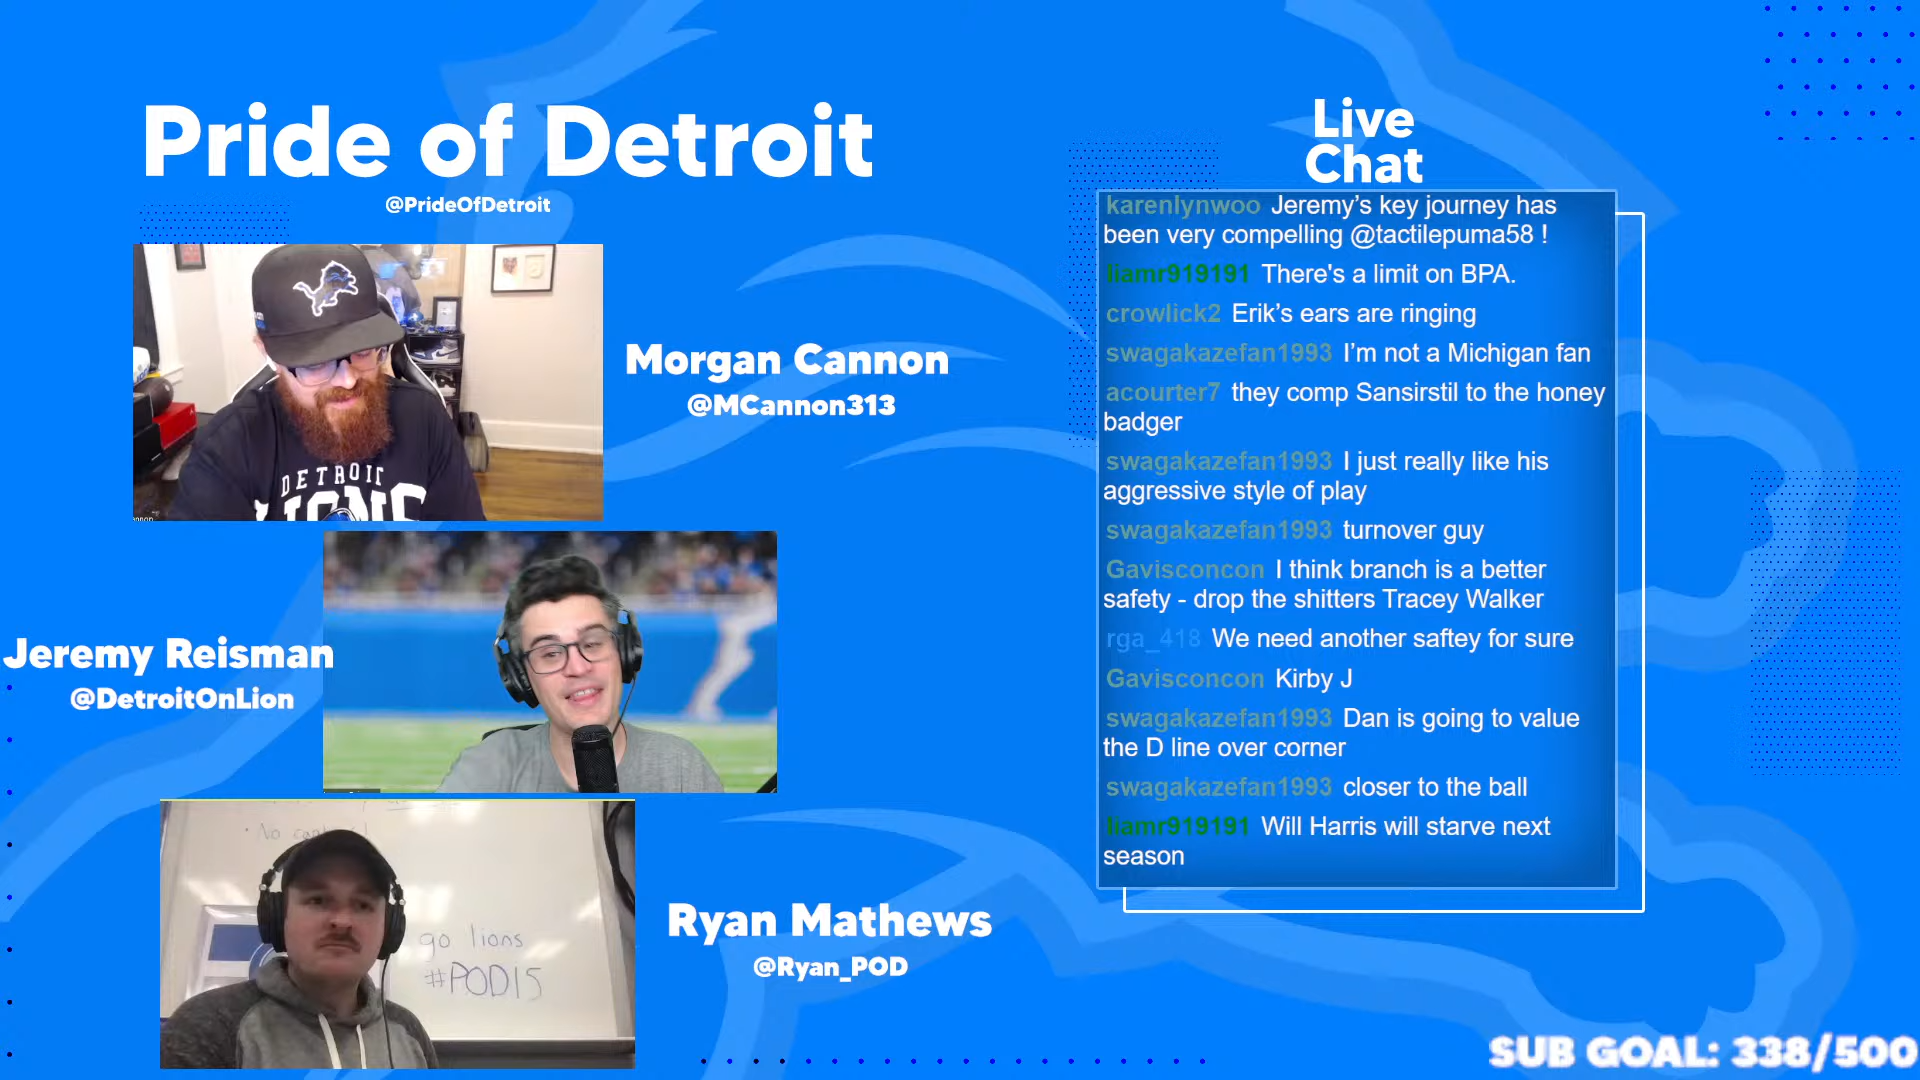 Pride of Detroit
@PrideOfDetroit
Live
Chat
karenlynwoo Jeremy’s key journey has
been very compelling @tactilepuma58 !
liamr919191 There's a limit on BPA.
crowlick2 Erik’s ears are ringing
swagakazefan1993 I’m not a Michigan fan
acourter7 they comp Sansirstil to the honey
badger
swagakazefan1993 I just really like his
aggressive style of play
swagakazefan1993 turnover guy
Gavisconcon I think branch is a better
safety - drop the shitters Tracey Walker
rga_418 We need another saftey for sure
Gavisconcon Kirby J
swagakazefan1993 Dan is going to value
the D line over corner
swagakazefan1993 closer to the ball
liamr919191 Will Harris will starve next
season
DETROIT
LIONS
Morgan Cannon
@MCannon313
Jeremy Reisman
@DetroitOnLion
No
go lions
#POD15
Ryan Mathews
@Ryan_POD
SUB GOAL: 338/500